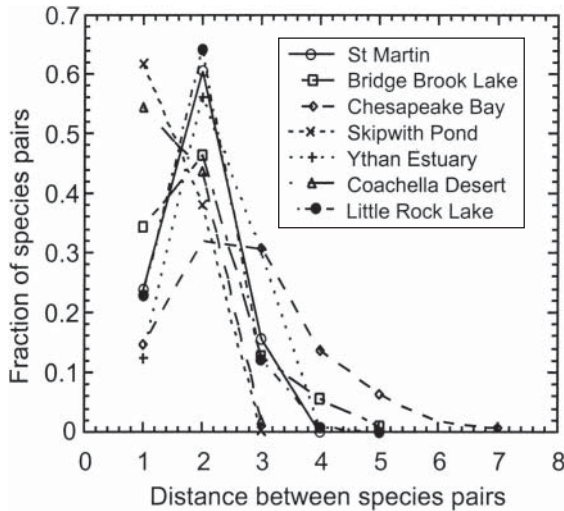 0.7
0.6
0.5
0.4
0.3
0.2
0.1
0
Fraction of species pairs
St Martin
Bridge Brook Lake
Chesapeake Bay
Skipwith Pond
Ythan Estuary
Coachella Desert
Little Rock Lake
0 1 2 3 4 5 6 7 8
Distance between species pairs